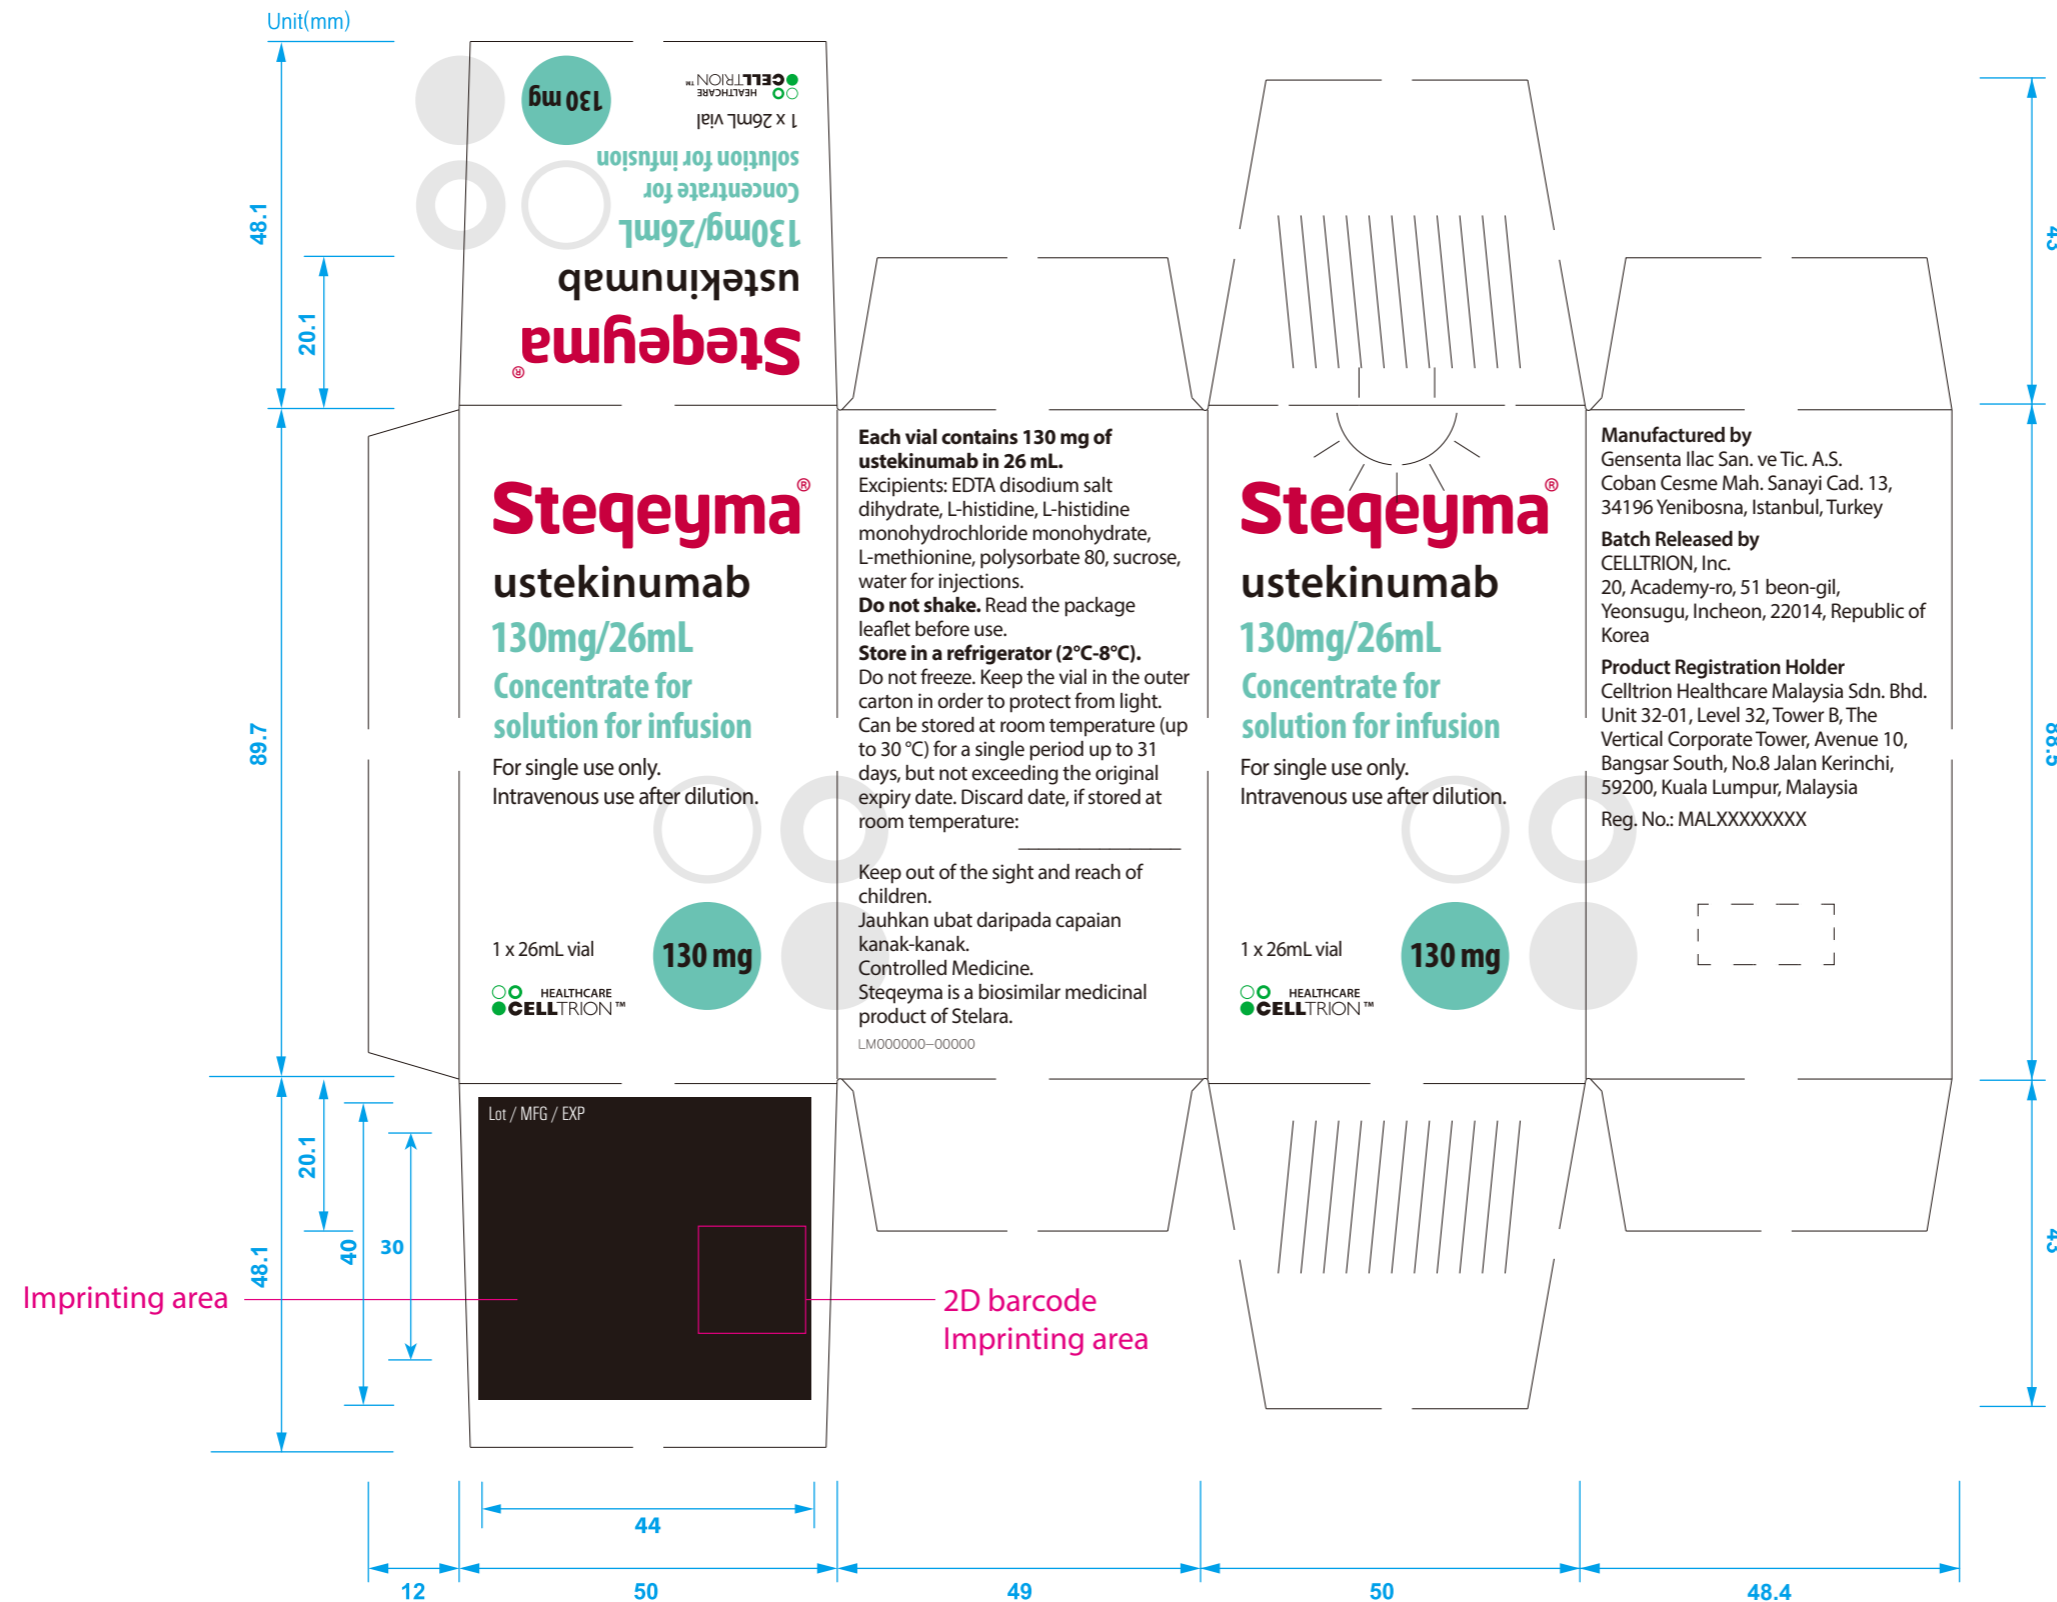 Unit(mm)
Steqeyma®
ustekinumab
130mg/26mL
Concentrate for
solution for infusion
1 x 26mL vial
HEALTHCARE
CELLTRION™
130 mg
48.1
20.1
89.7
20.1
48.1
40
30
Steqeyma®
ustekinumab
130mg/26mL
Concentrate for
solution for infusion
For single use only.
Intravenous use after dilution.
1 x 26mL vial
130 mg
HEALTHCARE
CELLTRION™
Each vial contains 130 mg of
ustekinumab in 26 mL.
Excipients: EDTA disodium salt
dihydrate, L-histidine, L-histidine
monohydrochloride monohydrate,
L-methionine, polysorbate 80, sucrose,
water for injections.
Do not shake. Read the package
leaflet before use.
Store in a refrigerator (2°C-8°C).
Do not freeze. Keep the vial in the outer
carton in order to protect from light.
Can be stored at room temperature (up
to 30 °C) for a single period up to 31
days, but not exceeding the original
expiry date. Discard date, if stored at
room temperature:
Keep out of the sight and reach of
children.
Jauhkan ubat daripada capaian
kanak-kanak.
Controlled Medicine.
Steqeyma is a biosimilar medicinal
product of Stelara.
LM000000-00000
Steqeyma®
ustekinumab
130mg/26mL
Concentrate for
solution for infusion
For single use only.
Intravenous use after dilution.
1 x 26mL vial
130 mg
HEALTHCARE
CELLTRION™
Manufactured by
Gensenta Ilac San. ve Tic. A.S.
Coban Cesme Mah. Sanayi Cad. 13,
34196 Yenibosna, Istanbul, Turkey
Batch Released by
CELLTRION, Inc.
20, Academy-ro, 51 beon-gil,
Yeonsugu, Incheon, 22014, Republic of
Korea
Product Registration Holder
Celltrion Healthcare Malaysia Sdn. Bhd.
Unit 32-01, Level 32, Tower B, The
Vertical Corporate Tower, Avenue 10,
Bangsar South, No.8 Jalan Kerinchi,
59200, Kuala Lumpur, Malaysia
Reg. No.: MALXXXXXXXX
Lot / MFG / EXP
Imprinting area
2D barcode
Imprinting area
44
12
50
49
50
48.4